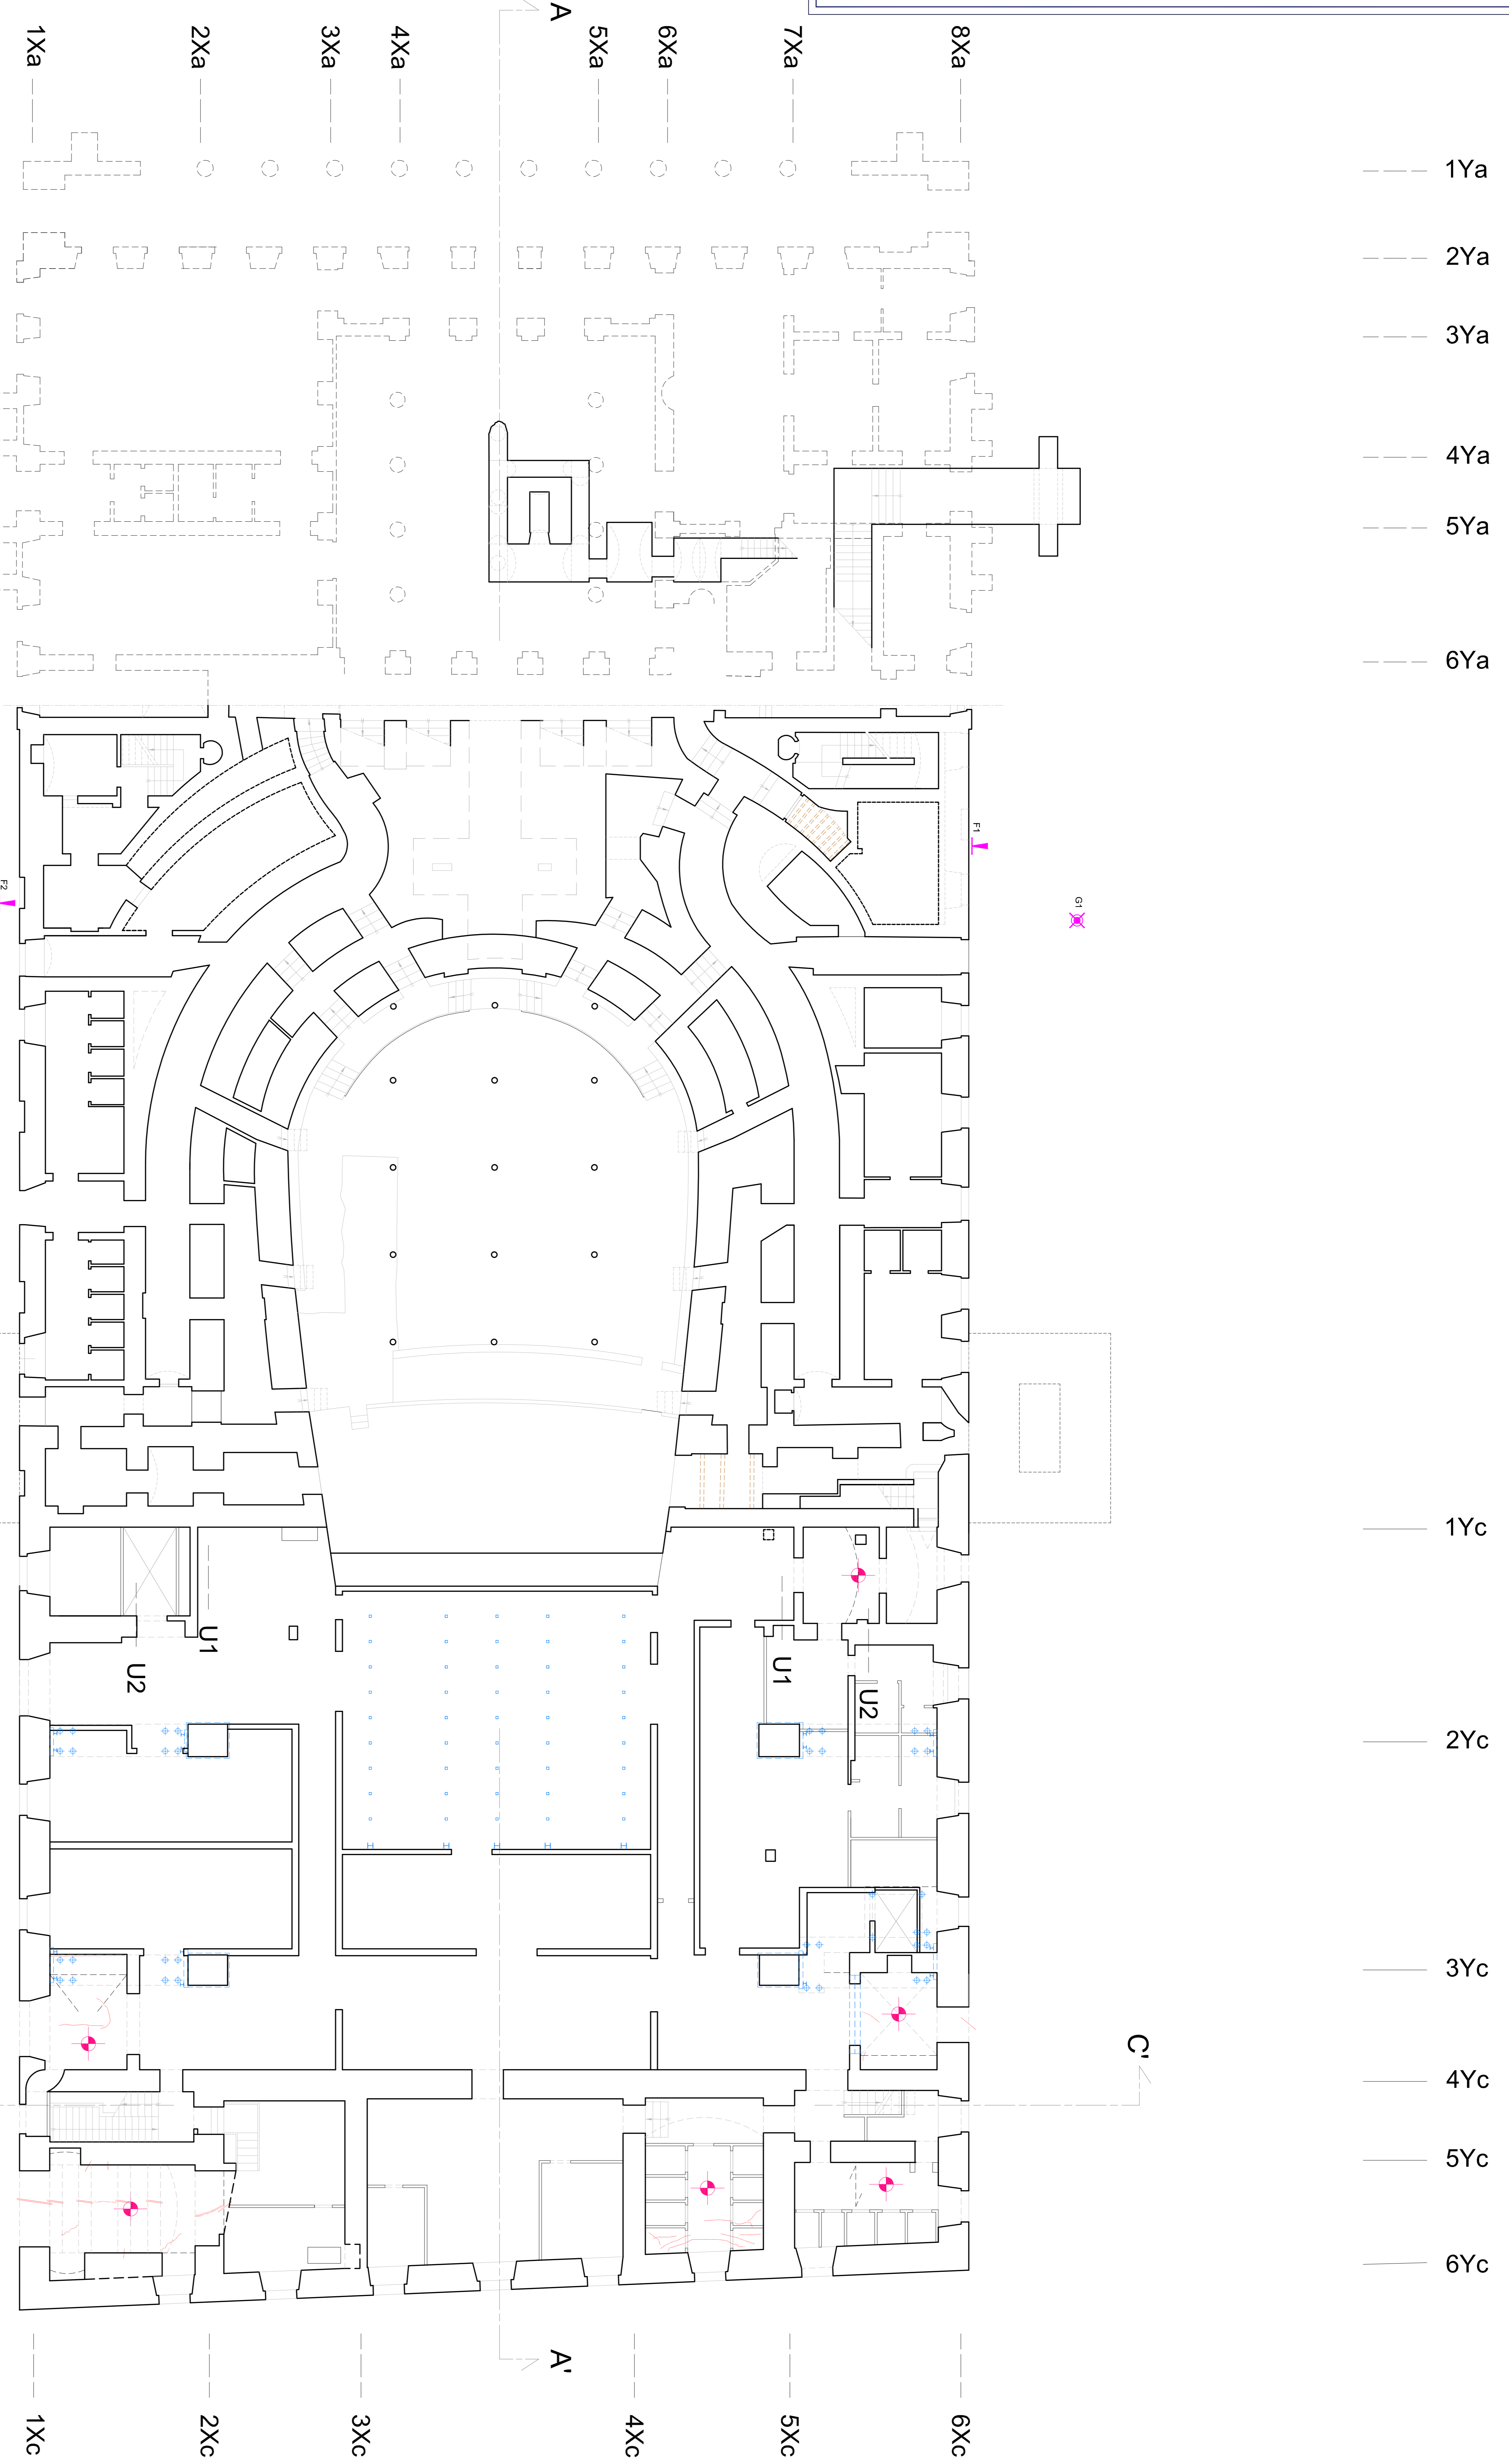 A
1Xa
2Xa
3Xa
4Xa
5Xa
6Xa
7Xa
8Xa
1Ya
2Ya
3Ya
4Ya
5Ya
6Ya
F1
F2
G1
1Yc
U1
U2
U1
U2
2Yc
3Yc
C'
4Yc
5Yc
6Yc
A'
1Xc
2Xc
3Xc
4Xc
5Xc
6Xc